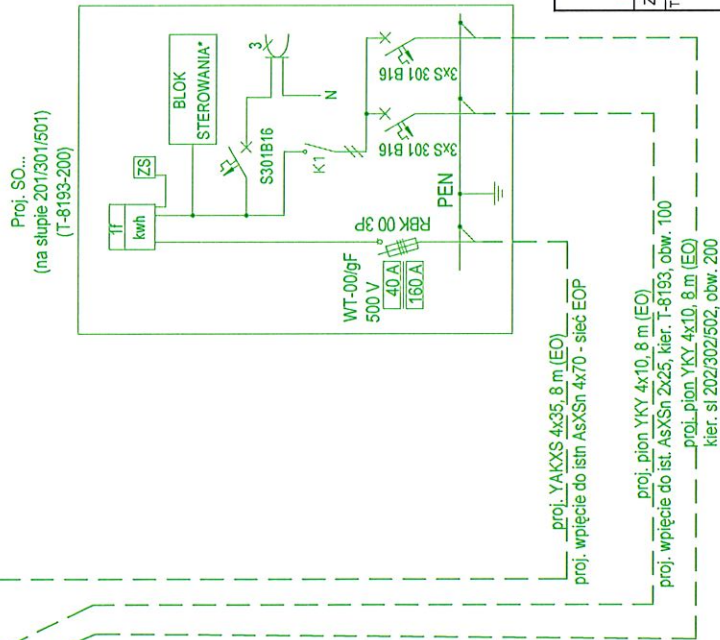 Proj. SO...
(na słupie 201/301/501)
(T-8193-200)
1f
kwh
ZS
BLOK
STEROWANIA*
S301B16
3
N
K1
WT-00/gF
500 V
40 A
160 A
RBK 00 3P
PEN
3xS 301 B16
3xS 301 B16
proj. YAKXS 4x35, 8 m (EO)
proj. wpięcie do istn AsXSn 4x70 - sieć EOP
proj. pion YKY 4x10, 8 m (EO)
proj. wpięcie do ist. AsXSn 2x25, kier. T-8193, obw. 100
proj. pion YKY 4x10, 8 m (EO)
kier. sł 202/302/502, obw. 200
Z
T